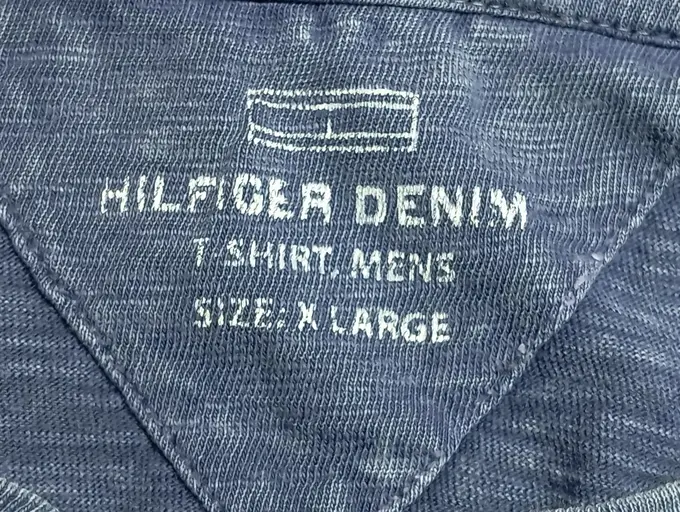 HILFIGER DENIM
T-SHIRT. MENS
SIZE: X LARGE